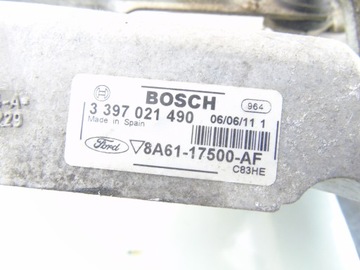 BOSCH
964
3 397 021 490
06/06/11 1
Made in Spain
Ford
8A61-17500-AF
C83HE